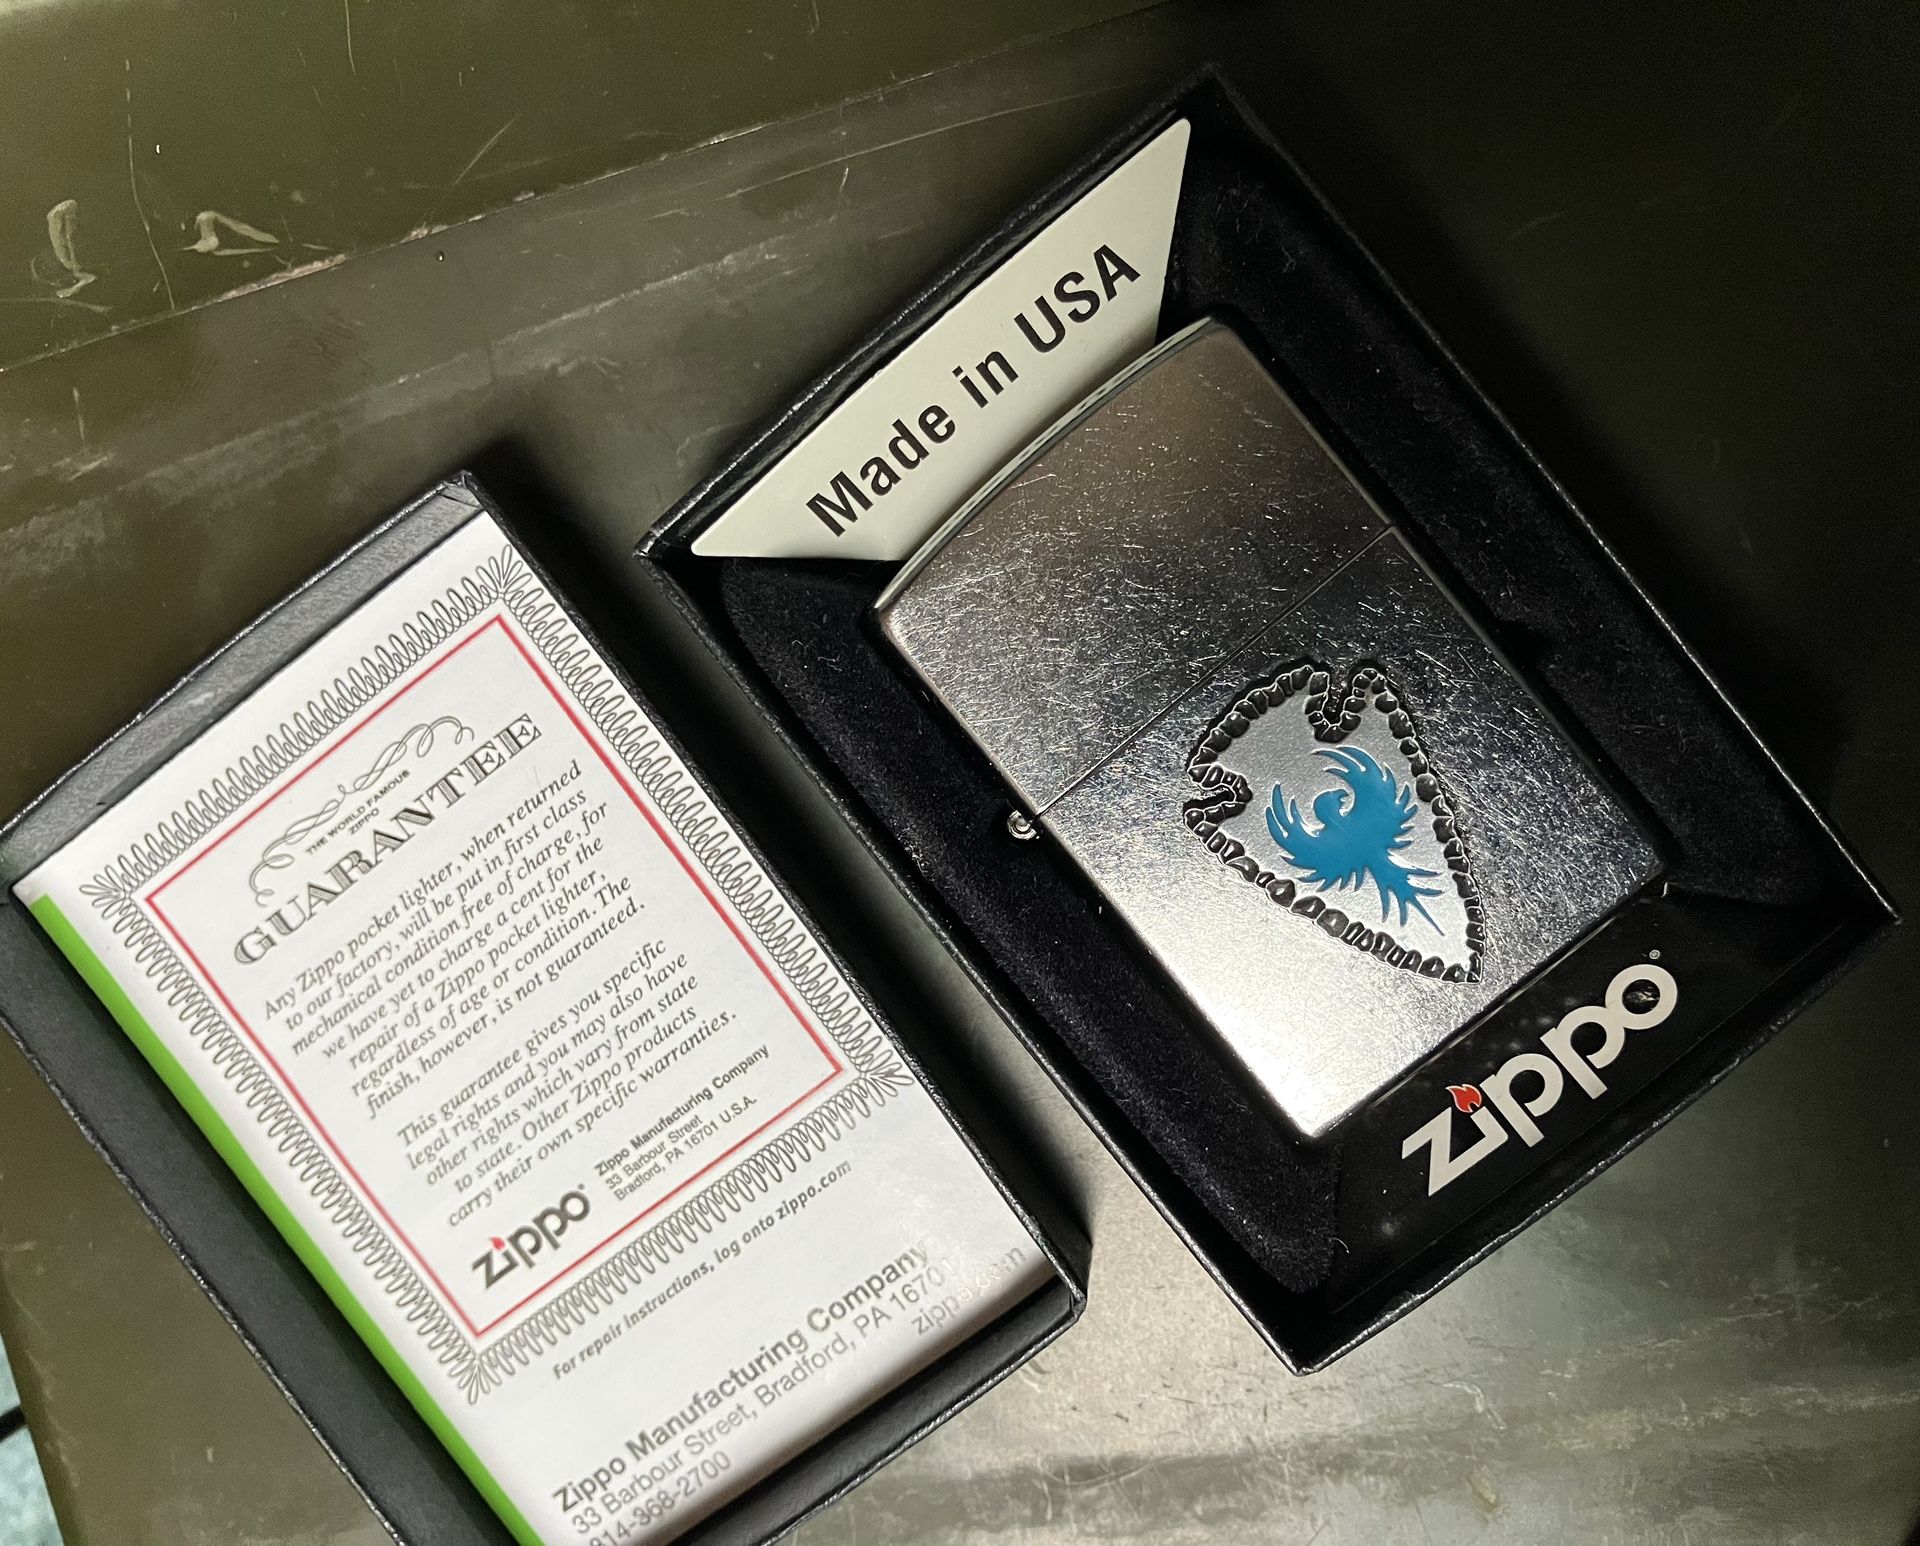 Made in USA
zippo®
THE WORLD FAMOUS
ZIPPO
GUARANTEE
Any Zippo pocket lighter, when returned
to our factory, will be put in first class
mechanical condition free of charge, for
we have yet to charge a cent for the
repair of a Zippo pocket lighter,
regardless of age or condition. The
finish, however, is not guaranteed.
This guarantee gives you specific
legal rights and you may also have
other rights which vary from state
to state. Other Zippo products
carry their own specific warranties.
zippo®
Zippo Manufacturing Company
33 Barbour Street
Bradford, PA 16701 U.S.A.
For repair instructions, log onto zippo.com
Zippo Manufacturing Company
33 Barbour Street, Bradford, PA 16701
814-368-2700
zippo.com